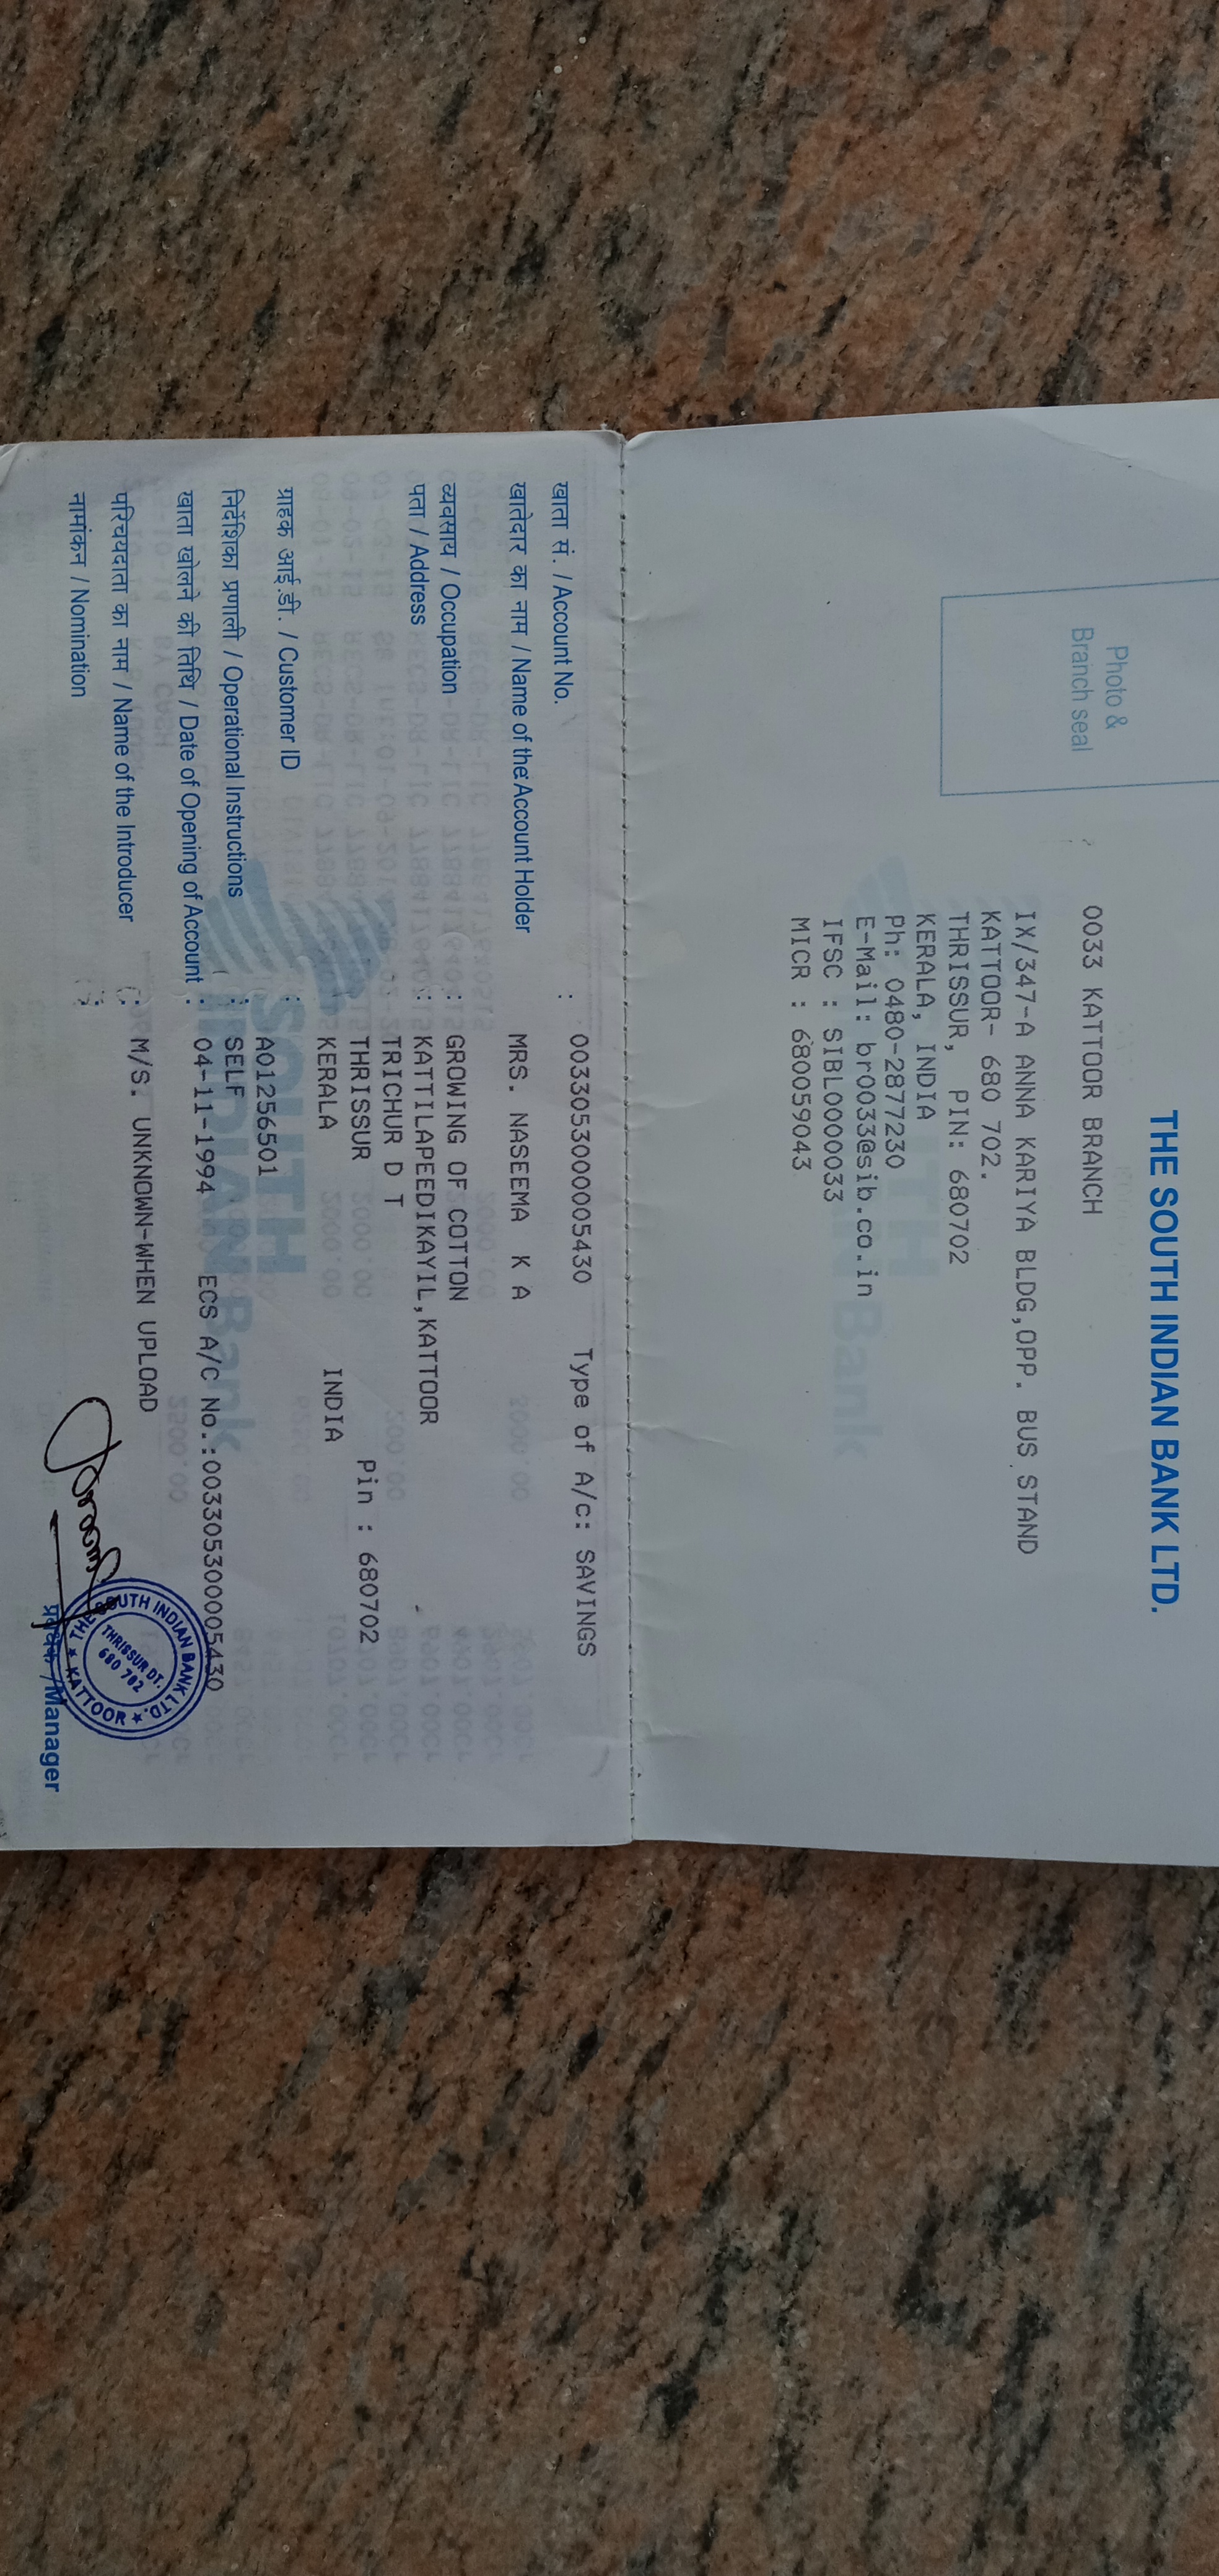 THE SOUTH INDIAN BANK LTD.
Photo &
Branch seal
0033 KATTOOR BRANCH
IX/347-A ANNA KARIYA BLDG,OPP. BUS STAND
KATTOOR- 680 702.
THRISSUR, PIN: 680702
KERALA, INDIA
Ph: 0480-2877230
E-Mail: br0033@sib.co.in
IFSC : SIBL0000033
MICR : 680059043
खाता सं. / Account No. : 0033053000005430 Type of A/c: SAVINGS
खातेदार का नाम / Name of the Account Holder MRS. NASEEMA K A
व्यवसाय / Occupation : GROWING OF COTTON
पता / Address : KATTILAPEEDIKAYIL,KATTOOR
TRICHUR D T
THRISSUR Pin : 680702
KERALA INDIA
ग्राहक आई.डी. / Customer ID : A01256501
निर्देशिका प्रणाली / Operational Instructions : SELF
खाता खोलने की तिथि / Date of Opening of Account : 04-11-1994 ECS A/C No.:0033053000005430
परिचयदाता का नाम / Name of the Introducer : M/S. UNKNOWN-WHEN UPLOAD
नामांकन / Nomination :
SOUTH
INDIAN Bank
THE SOUTH INDIAN BANK LTD.
★ KATTOOR ★
THRISSUR DT.
680 702
प्रबंधक /Manager